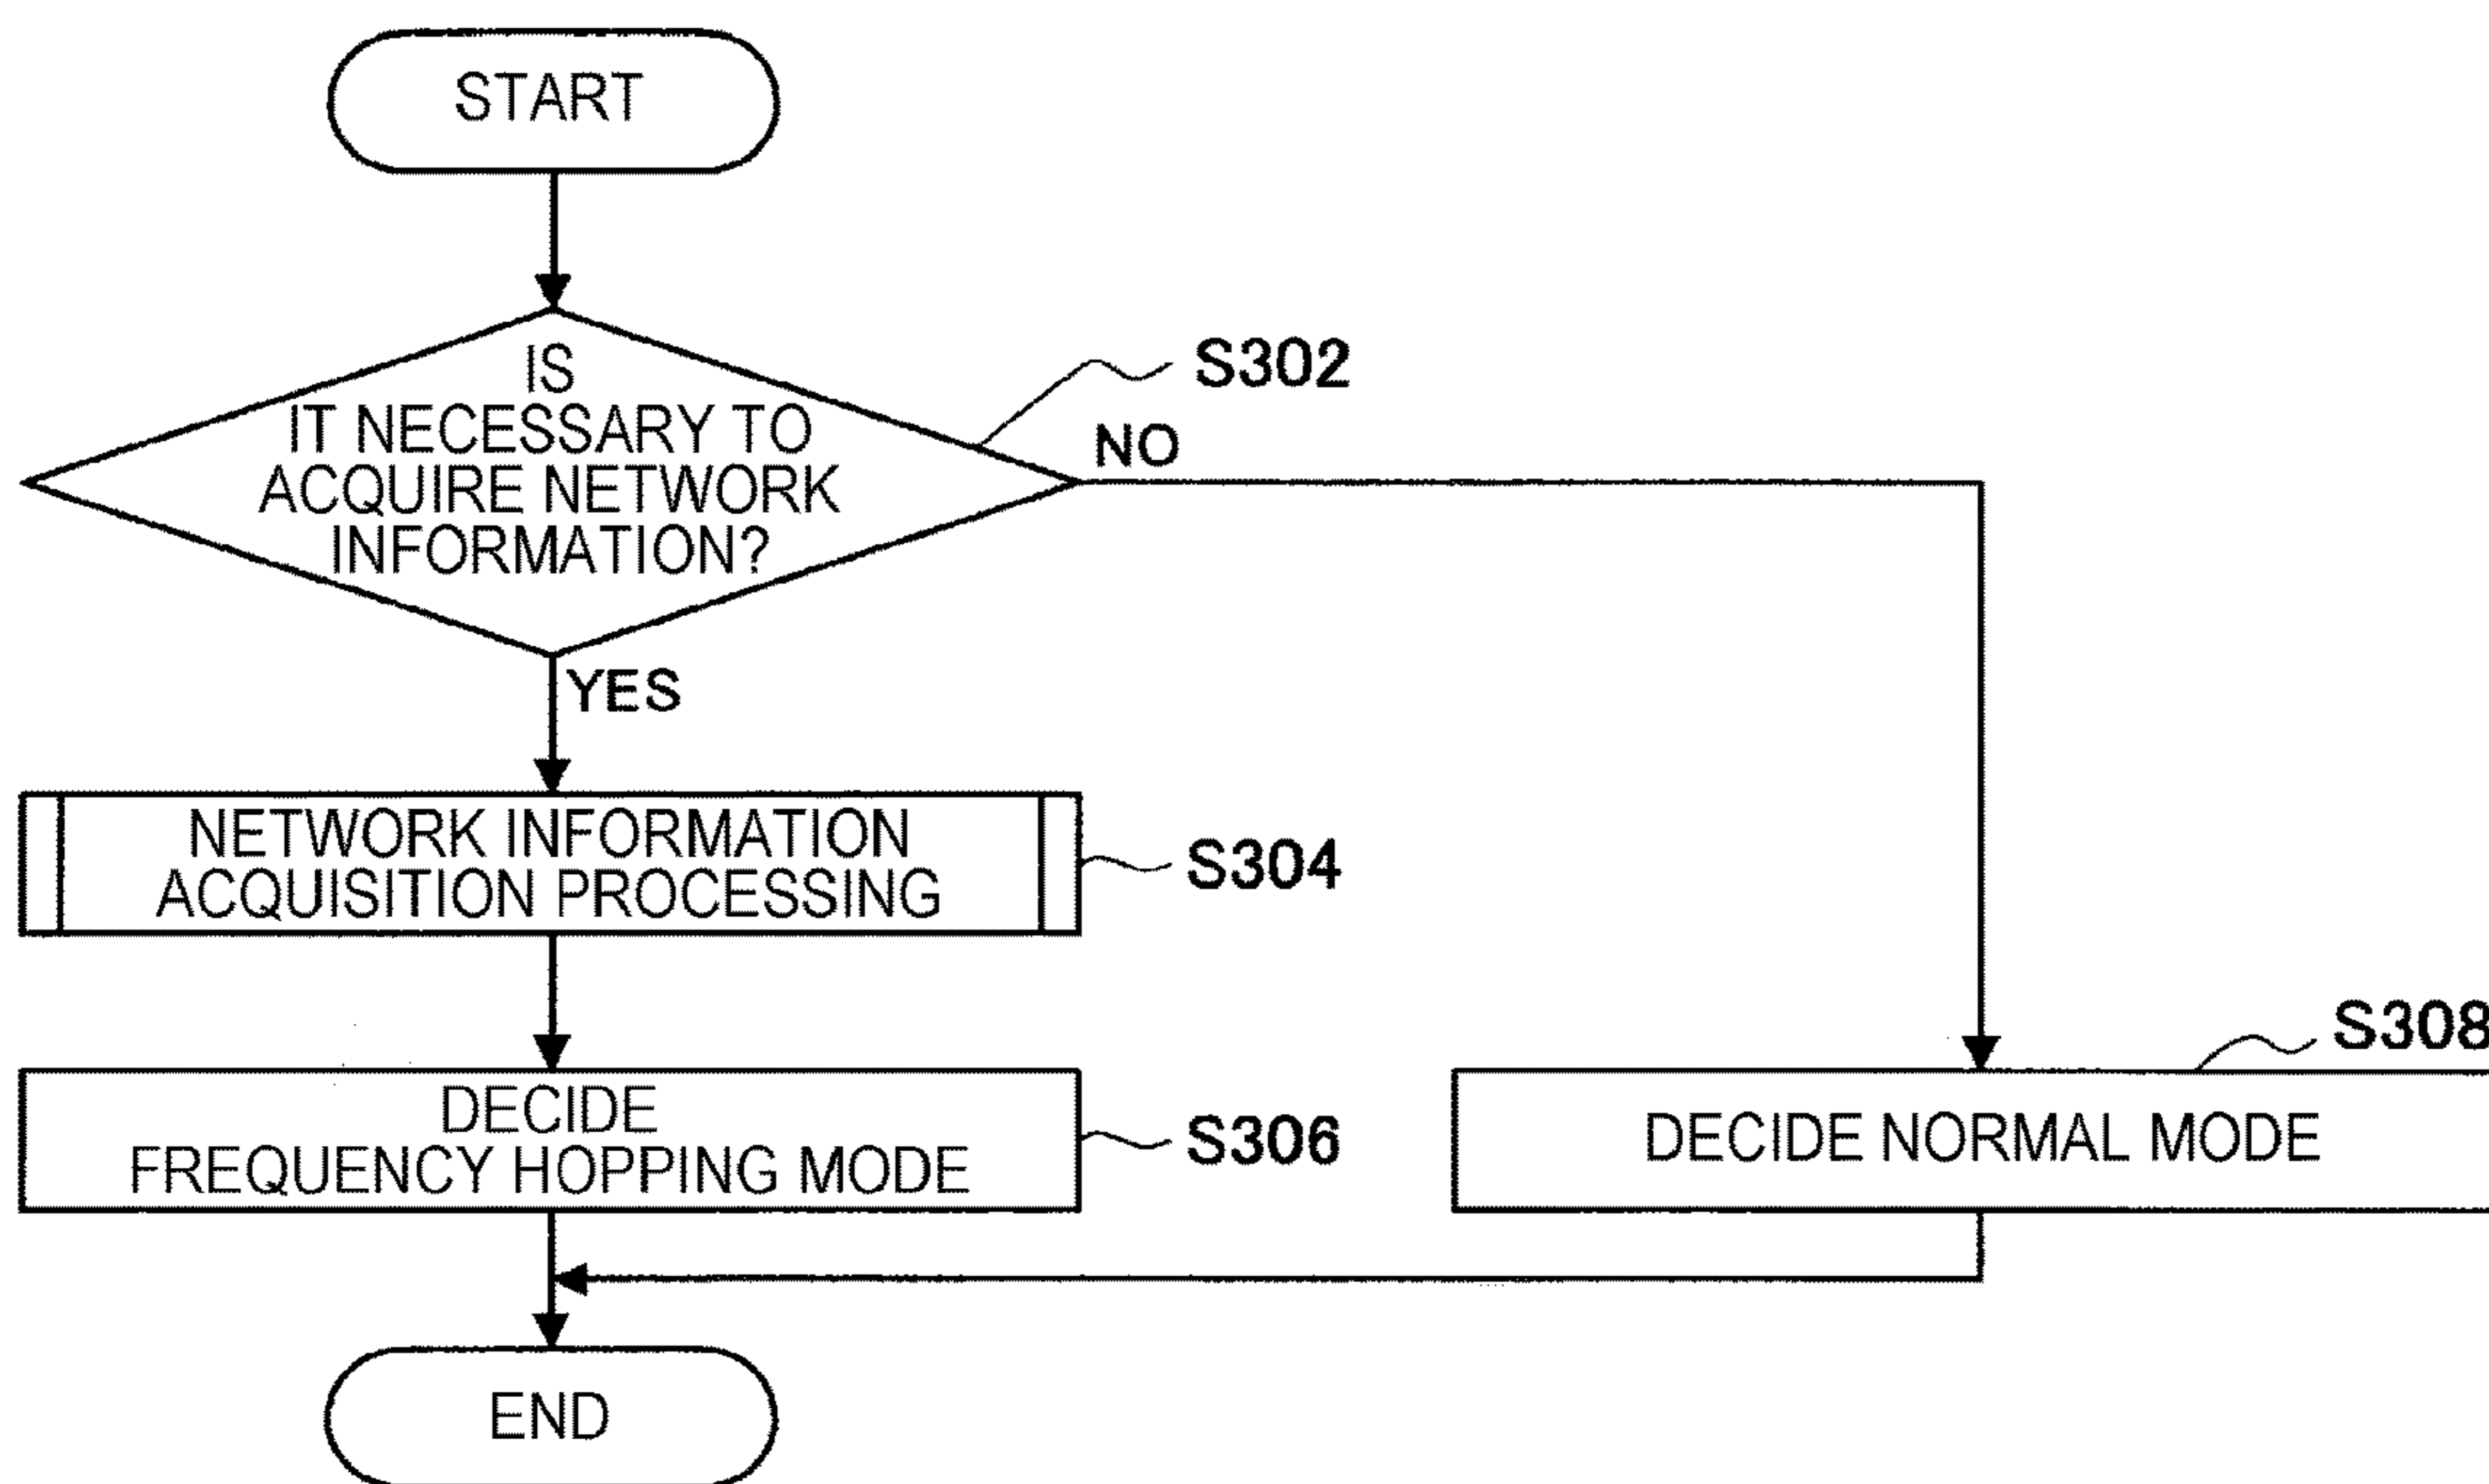 START
IS
IT NECESSARY TO
ACQUIRE NETWORK
INFORMATION?
S302
NO
YES
NETWORK INFORMATION
ACQUISITION PROCESSING
S304
DECIDE
FREQUENCY HOPPING MODE
S306
S308
DECIDE NORMAL MODE
END